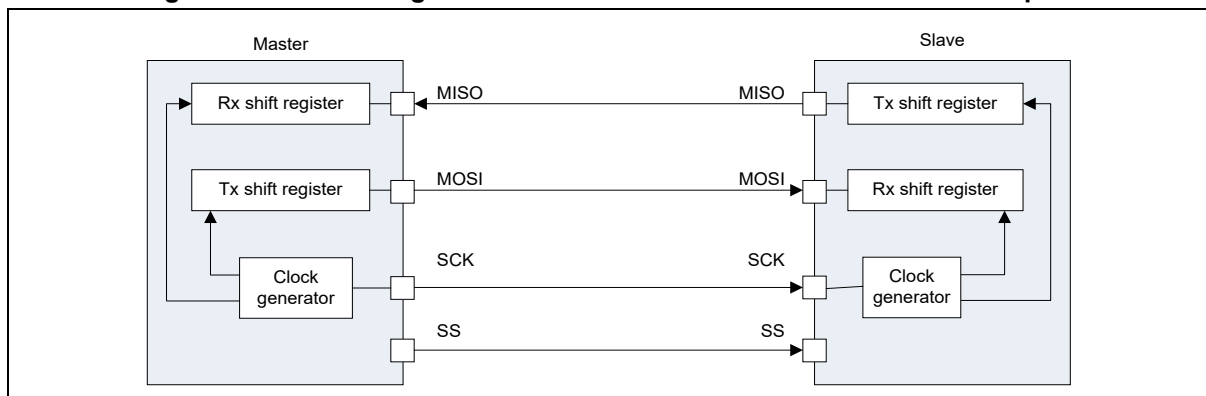 Master
Slave
Rx shift register
MISO
MISO
Tx shift register
Tx shift register
MOSI
MOSI
Rx shift register
Clock
generator
SCK
SCK
Clock
generator
SS
SS